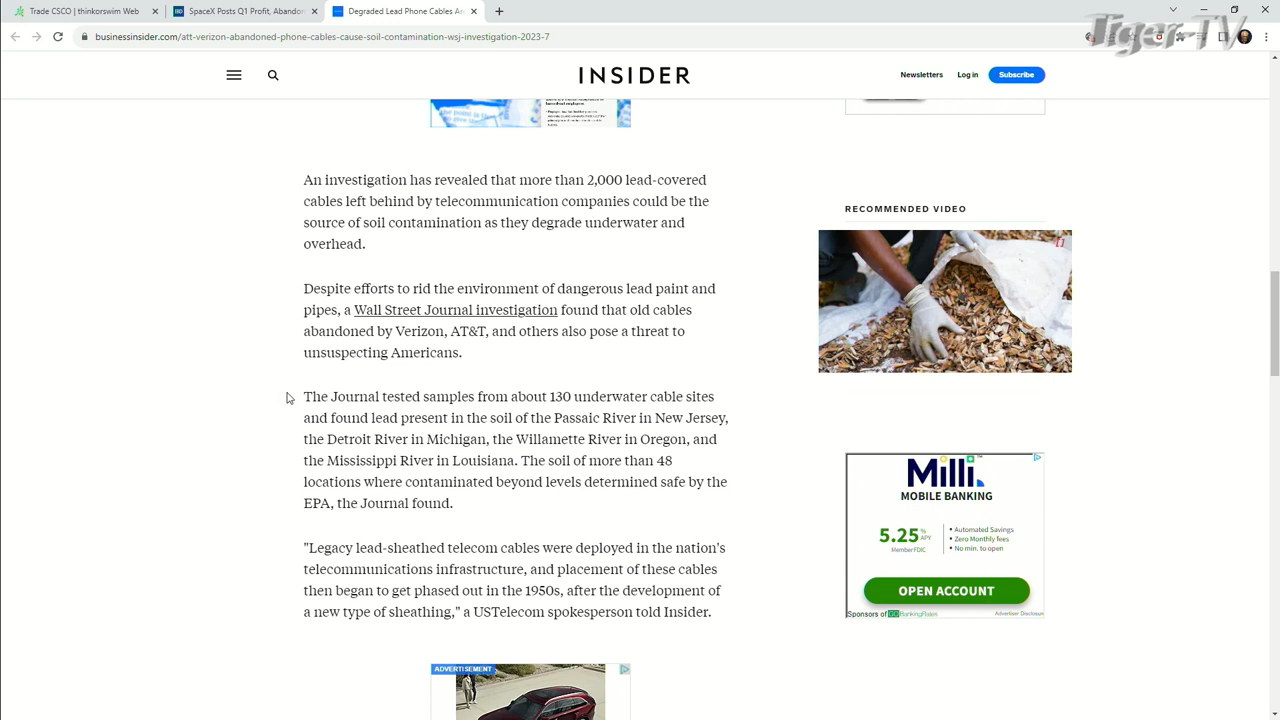 Trade CSCO | thinkorswim Web
SpaceX Posts Q1 Profit, Abandon
Degraded Lead Phone Cables Ar
Tiger-TV
businessinsider.com/att-verizon-abandoned-phone-cables-cause-soil-contamination-wsj-investigation-2023-7
INSIDER
Newsletters
Log in
Subscribe
An investigation has revealed that more than 2,000 lead-covered
cables left behind by telecommunication companies could be the
source of soil contamination as they degrade underwater and
overhead.
Despite efforts to rid the environment of dangerous lead paint and
pipes, a Wall Street Journal investigation found that old cables
abandoned by Verizon, AT&T, and others also pose a threat to
unsuspecting Americans.
The Journal tested samples from about 130 underwater cable sites
and found lead present in the soil of the Passaic River in New Jersey,
the Detroit River in Michigan, the Willamette River in Oregon, and
the Mississippi River in Louisiana. The soil of more than 48
locations where contaminated beyond levels determined safe by the
EPA, the Journal found.
"Legacy lead-sheathed telecom cables were deployed in the nation's
telecommunications infrastructure, and placement of these cables
then began to get phased out in the 1950s, after the development of
a new type of sheathing," a USTelecom spokesperson told Insider.
ADVERTISEMENT
RECOMMENDED VIDEO
Milli.™
MOBILE BANKING
5.25% APY
Member FDIC
• Automated Savings
• Zero Monthly fees
• No min. to open
OPEN ACCOUNT
Sponsors of GOBankingRates
Advertiser Disclosure